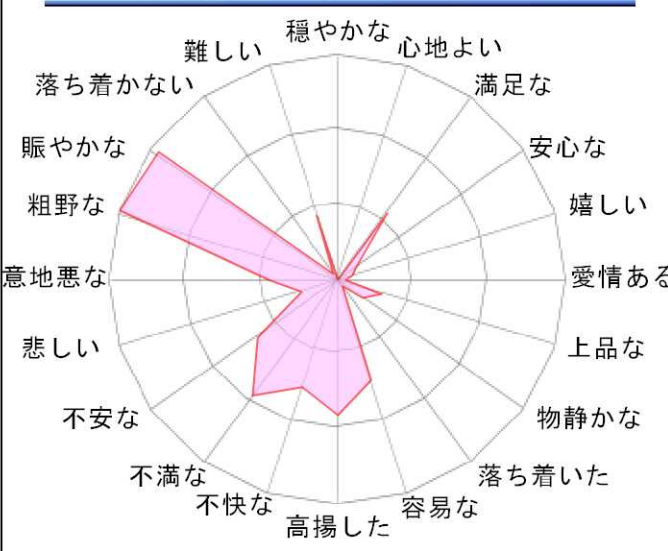 穏やかな
心地よい
満足な
安心な
嬉しい
愛情ある
上品な
物静かな
落ち着いた
容易な
高揚した
不快な
不満な
不安な
悲しい
意地悪な
粗野な
賑やかな
落ち着かない
難しい